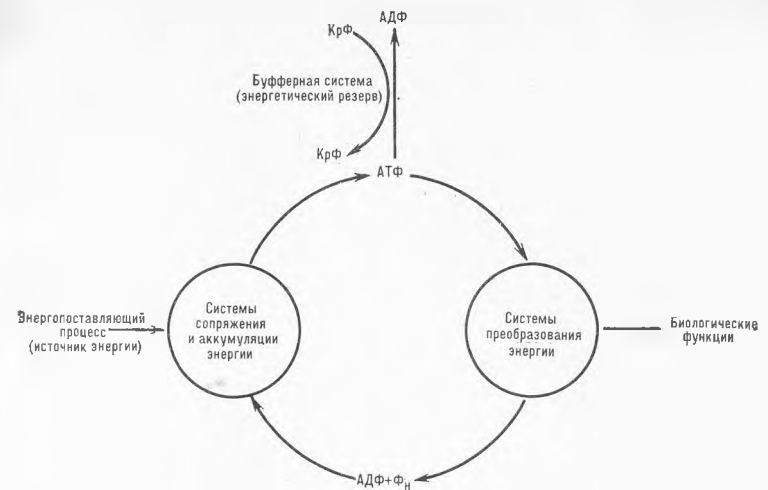 АДФ
КрФ
Буферная система
(энергетический резерв)
КрФ
АТФ
Энергопоставляющий
процесс
(источник энергии)
Системы
сопряжения
и аккумуляции
энергии
Системы
преобразования
энергии
Биологические
функции
АДФ+Фн